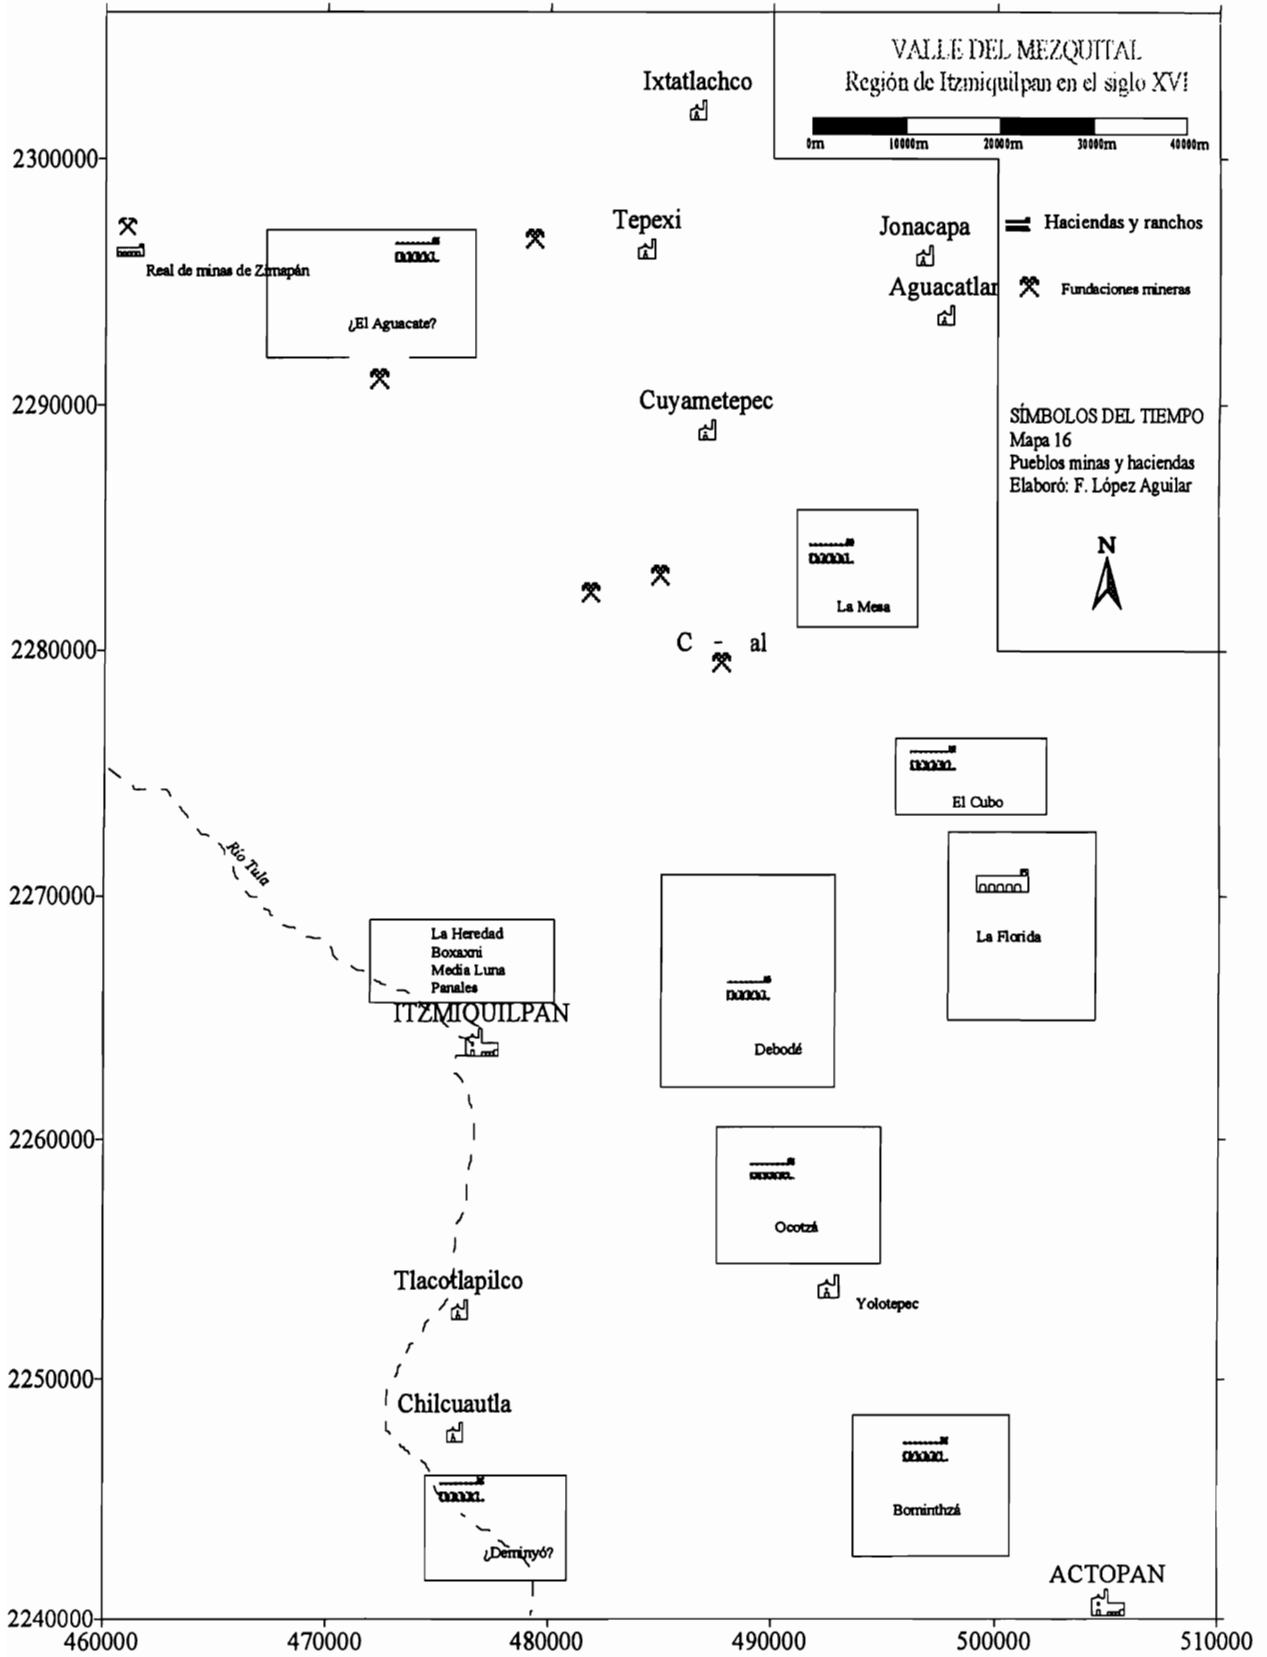 VALLE DEL MEZQUITAL
Región de Itzmiquilpan en el siglo XVI
0m 10000m 20000m 30000m 40000m
Ixtatlachco
2300000
Tepexi
Jonacapa
Haciendas y ranchos
Real de minas de Zimapán
Aguacatlan
Fundaciones mineras
¿El Aguacate?
2290000
Cuyametepec
SÍMBOLOS DEL TIEMPO
Mapa 16
Pueblos minas y haciendas
Elaboró: F. López Aguilar
N
La Mesa
2280000
C - al
El Cubo
Río Tula
2270000
La Heredad
Boxaxni
Media Luna
Panales
La Florida
ITZMIQUILPAN
Debodé
2260000
Ocotzá
Tlacotlapilco
Yolotepec
2250000
Chilcuautla
Bominthzá
¿Deminyó?
ACTOPAN
2240000
460000 470000 480000 490000 500000 510000